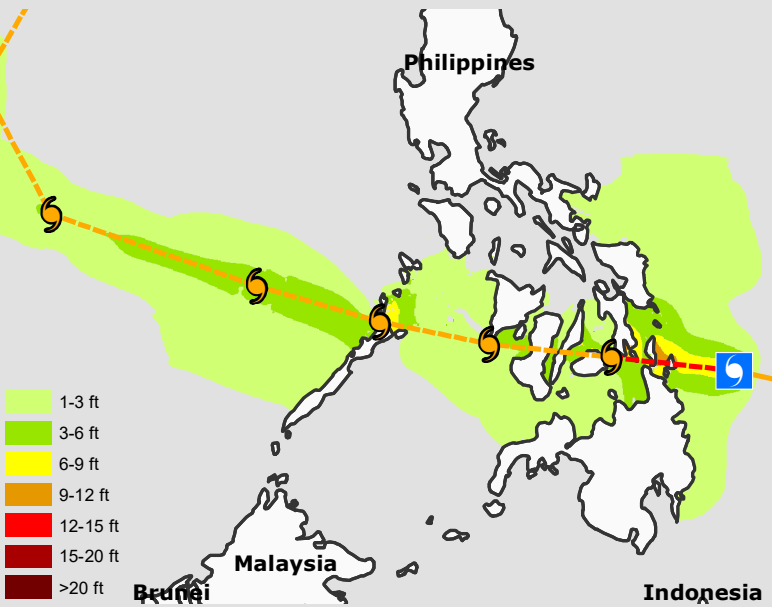 Philippines
1-3 ft
3-6 ft
6-9 ft
9-12 ft
12-15 ft
15-20 ft
>20 ft
Malaysia
Brunei
Indonesia